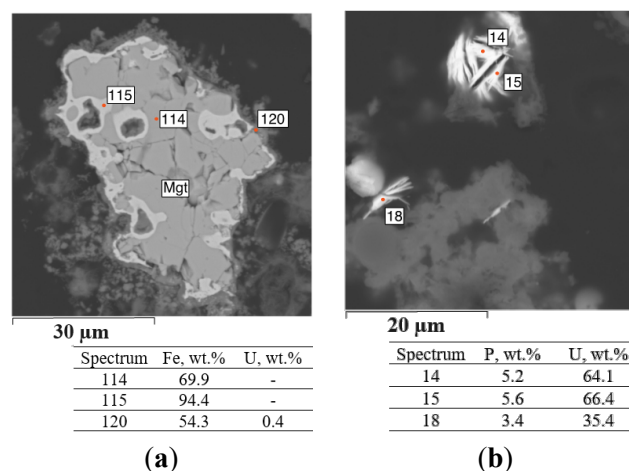 115
114
120
Mgt
30 μm
Spectrum Fe, wt.% U, wt.%
114 69.9 -
115 94.4 -
120 54.3 0.4
(a)
14
15
18
20 μm
Spectrum P, wt.% U, wt.%
14 5.2 64.1
15 5.6 66.4
18 3.4 35.4
(b)